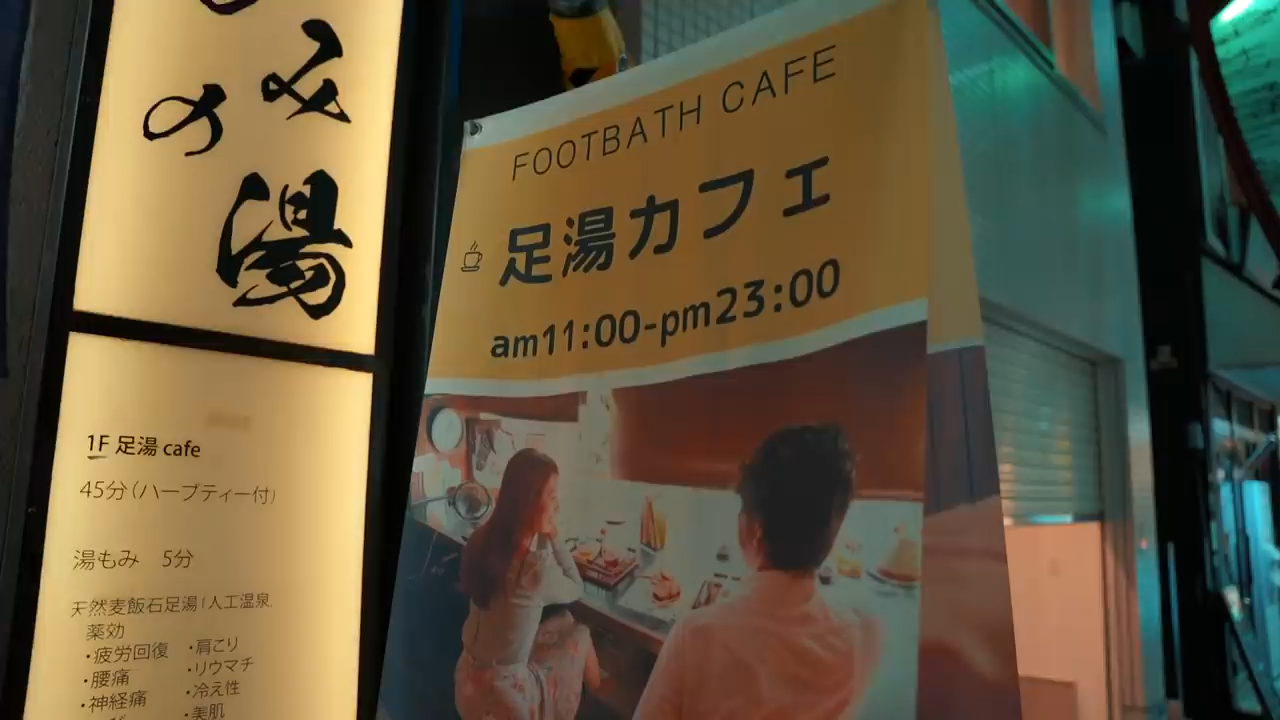 みの湯
1F 足湯 cafe
45分(ハーブティー付)
湯もみ 5分
天然麦飯石足湯(人工温泉
薬効
・疲労回復 ・肩こり
・腰痛 ・リウマチ
・神経痛 ・冷え性
・美肌
FOOTBATH CAFE
足湯カフェ
am11:00-pm23:00